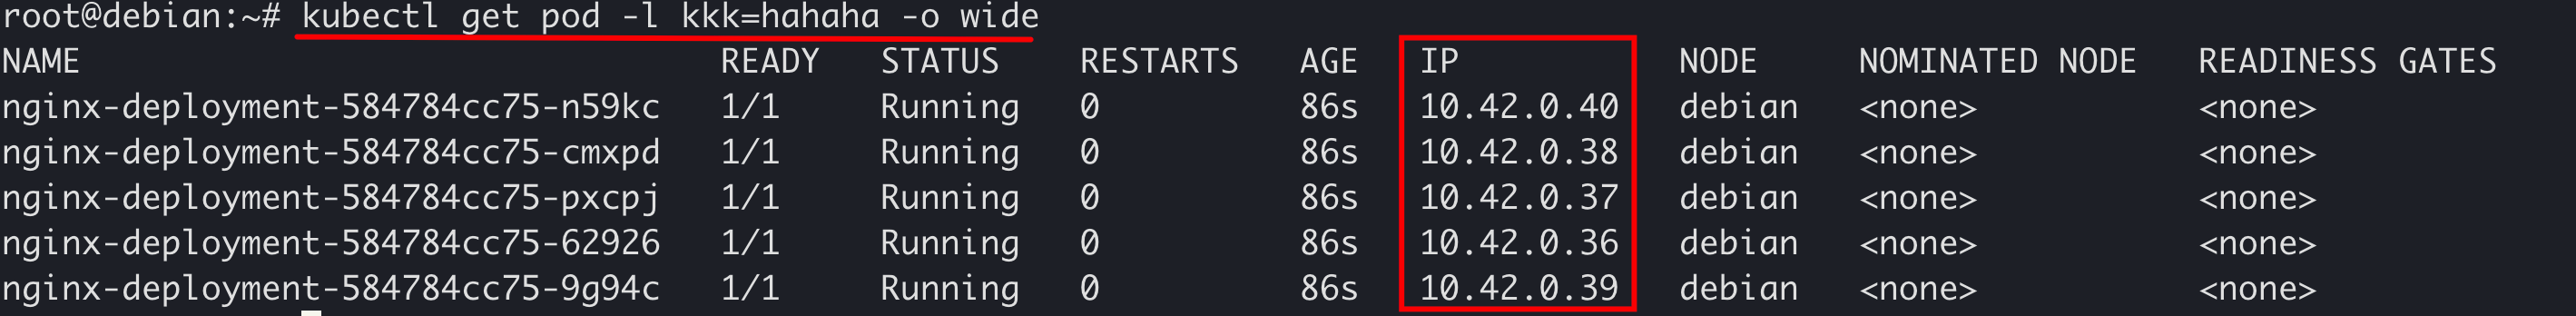 root@debian:~# kubectl get pod -l kkk=hahaha -o wide
NAME READY STATUS RESTARTS AGE IP NODE NOMINATED NODE READINESS GATES
nginx-deployment-584784cc75-n59kc 1/1 Running 0 86s 10.42.0.40 debian <none> <none>
nginx-deployment-584784cc75-cmxpd 1/1 Running 0 86s 10.42.0.38 debian <none> <none>
nginx-deployment-584784cc75-pxcpj 1/1 Running 0 86s 10.42.0.37 debian <none> <none>
nginx-deployment-584784cc75-62926 1/1 Running 0 86s 10.42.0.36 debian <none> <none>
nginx-deployment-584784cc75-9g94c 1/1 Running 0 86s 10.42.0.39 debian <none> <none>